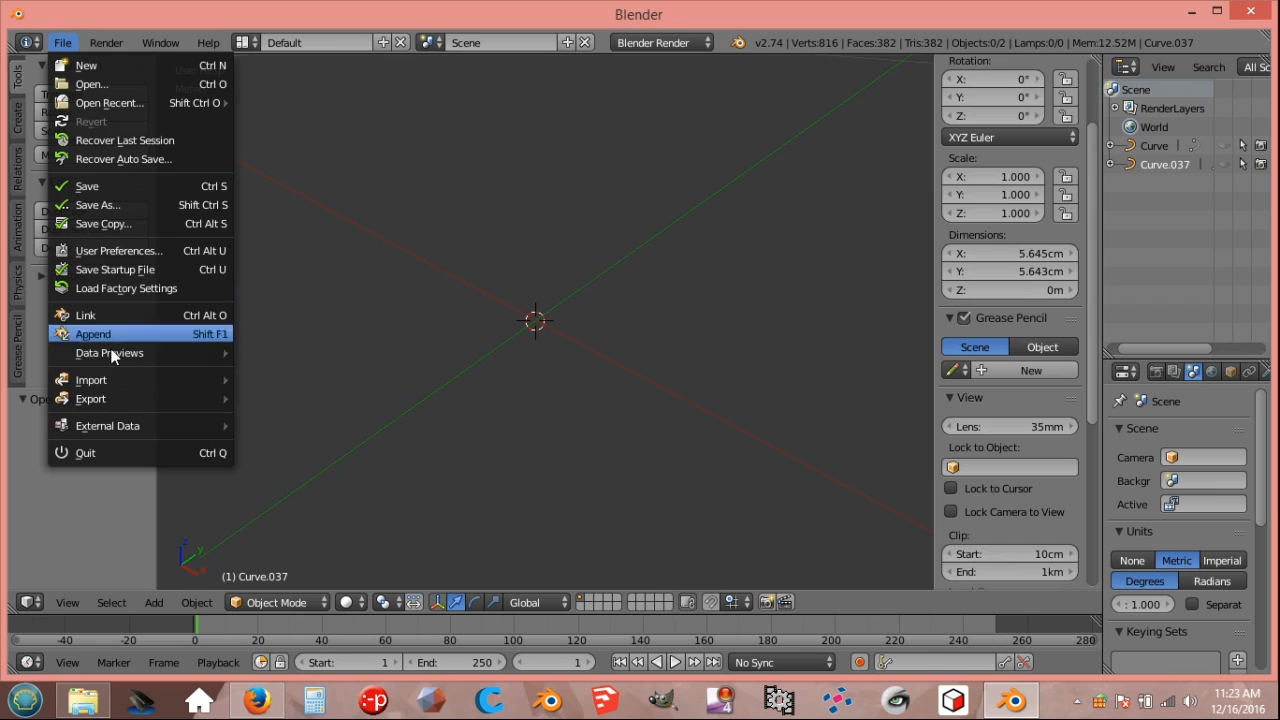 Blender
File Render Window Help Default Scene Blender Render v2.74 | Verts:816 | Faces:382 | Tris:382 | Objects:0/2 | Lamps:0/0 | Mem:12.52M | Curve.037
New Ctrl N
Open... Ctrl O
Open Recent... Shift Ctrl O
Revert
Recover Last Session
Recover Auto Save...
Save Ctrl S
Save As... Shift Ctrl S
Save Copy... Ctrl Alt S
User Preferences... Ctrl Alt U
Save Startup File Ctrl U
Load Factory Settings
Link Ctrl Alt O
Append Shift F1
Data Previews
Import
Export
External Data
Quit Ctrl Q
Tools
Create
Relations
Animation
Physics
Grease Pencil
(1) Curve.037
Rotation:
X: 0°
Y: 0°
Z: 0°
XYZ Euler
Scale:
X: 1.000
Y: 1.000
Z: 1.000
Dimensions:
X: 5.645cm
Y: 5.643cm
Z: 0m
Grease Pencil
Scene Object
New
View
Lens: 35mm
Lock to Object:
Lock to Cursor
Lock Camera to View
Clip:
Start: 10cm
End: 1km
View Search All Sc
Scene
RenderLayers
World
Curve
Curve.037
Scene
Scene
Camera
Backgr
Active
Units
None Metric Imperial
Degrees Radians
: 1.000 Separat
Keying Sets
View Select Add Object Object Mode Global
-40 -20 0 20 40 60 80 100 120 140 160 180 200 220 240 260 280
View Marker Frame Playback Start: 1 End: 250 1 No Sync
11:23 AM
12/16/2016